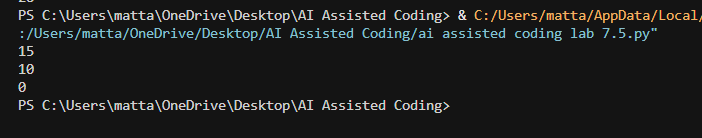 PS C:\Users\matta\OneDrive\Desktop\AI Assisted Coding> & C:/Users/matta/AppData/Local/
:/Users/matta/OneDrive/Desktop/AI Assisted Coding/ai assisted coding lab 7.5.py"
15
10
0
PS C:\Users\matta\OneDrive\Desktop\AI Assisted Coding>